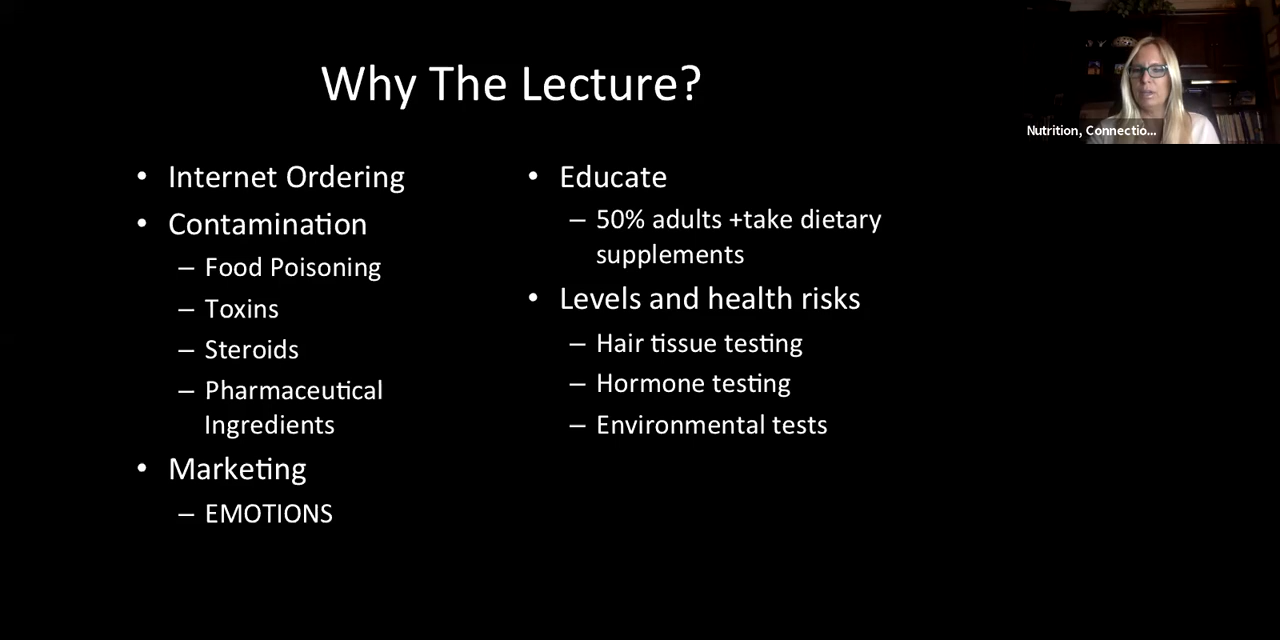 Why The Lecture?
• Internet Ordering
• Contamination
– Food Poisoning
– Toxins
– Steroids
– Pharmaceutical
Ingredients
• Marketing
– EMOTIONS
• Educate
– 50% adults +take dietary
supplements
• Levels and health risks
– Hair tissue testing
– Hormone testing
– Environmental tests
Nutrition, Connectio...